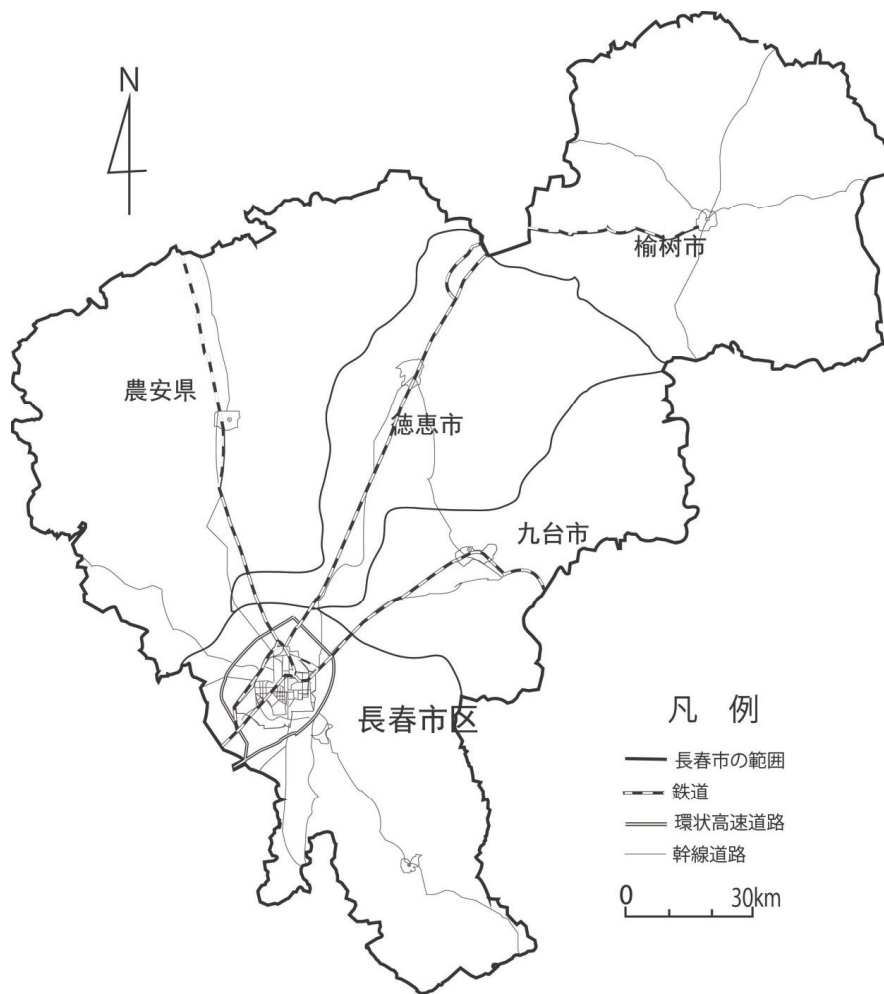 N
榆树市
農安県
徳恵市
九台市
長春市区
凡 例
長春市の範囲
鉄道
環状高速道路
幹線道路
0 30km